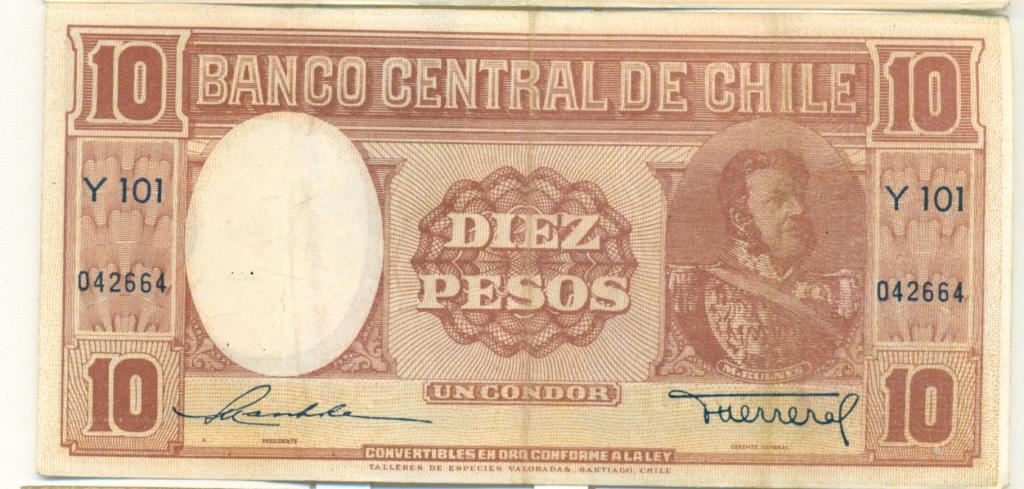 10 BANCO CENTRAL DE CHILE 10
Y 101 Y 101
DIEZ
PESOS
042664 042664
M. BULNES
UN CONDOR
10 10
PRESIDENTE GERENTE GENERAL
CONVERTIBLES EN ORO CONFORME A LA LEY
TALLERES DE ESPECIES VALORADAS. SANTIAGO, CHILE